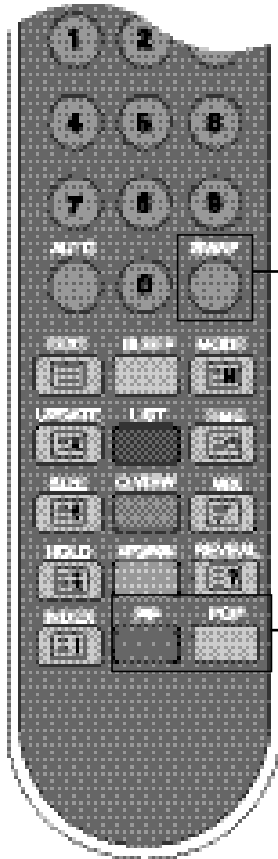 1 2
4 5 6
7 8 9
AUTO SWAP
0
SLEEP MODE
UPDATE LIST TIME
SIZE MIX
HOLD REVEAL
INDEX PIP POP